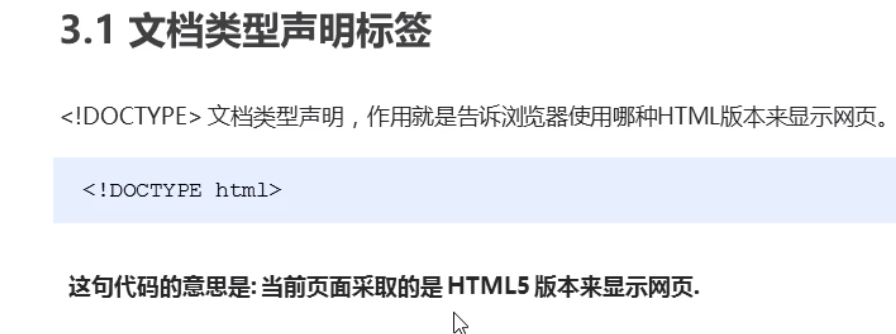 3.1 文档类型声明标签
<!DOCTYPE> 文档类型声明，作用就是告诉浏览器使用哪种HTML版本来显示网页。
<!DOCTYPE html>
这句代码的意思是: 当前页面采取的是 HTML5 版本来显示网页.